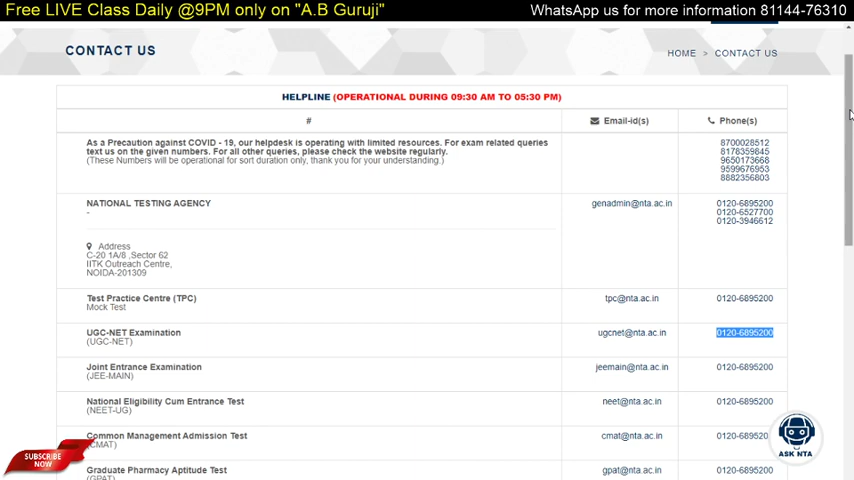 Free LIVE Class Daily @9PM only on "A.B Guruji"
WhatsApp us for more information 81144-76310
CONTACT US
HOME > CONTACT US
HELPLINE (OPERATIONAL DURING 09:30 AM TO 05:30 PM)
# Email-id(s) Phone(s)
As a Precaution against COVID - 19, our helpdesk is operating with limited resources. For exam related queries
text us on the given numbers. For all other queries, please check the website regularly.
(These Numbers will be operational for sort duration only, thank you for your understanding.)
8700028512
8178359845
9650173668
9599676953
8882356803
NATIONAL TESTING AGENCY
-
genadmin@nta.ac.in
0120-6895200
0120-6527700
0120-3946612
Address
C-20 1A/8 ,Sector 62
IITK Outreach Centre,
NOIDA-201309
Test Practice Centre (TPC) tpc@nta.ac.in 0120-6895200
Mock Test
UGC-NET Examination ugcnet@nta.ac.in 0120-6895200
(UGC-NET)
Joint Entrance Examination jeemain@nta.ac.in 0120-6895200
(JEE-MAIN)
National Eligibility Cum Entrance Test neet@nta.ac.in 0120-6895200
(NEET-UG)
Common Management Admission Test cmat@nta.ac.in 0120-6895200
(CMAT)
Graduate Pharmacy Aptitude Test gpat@nta.ac.in 0120-6895200
(GPAT)
SUBSCRIBE
NOW
ASK NTA